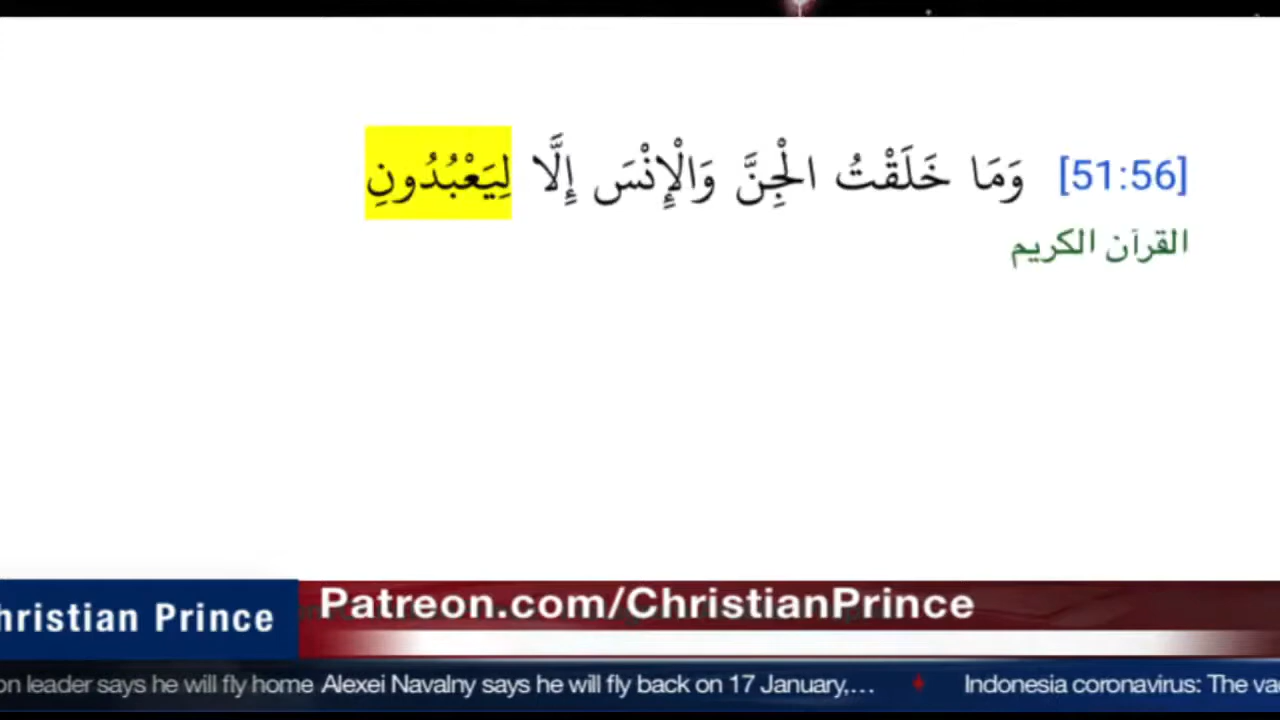 [51:56] وَمَا خَلَقْتُ الْجِنَّ وَالْإِنْسَ إِلَّا لِيَعْبُدُونِ
القرآن الكريم
Patreon.com/ChristianPrince
hristian Prince
on leader says he will fly home Alexei Navalny says he will fly back on 17 January,... Indonesia coronavirus: The va